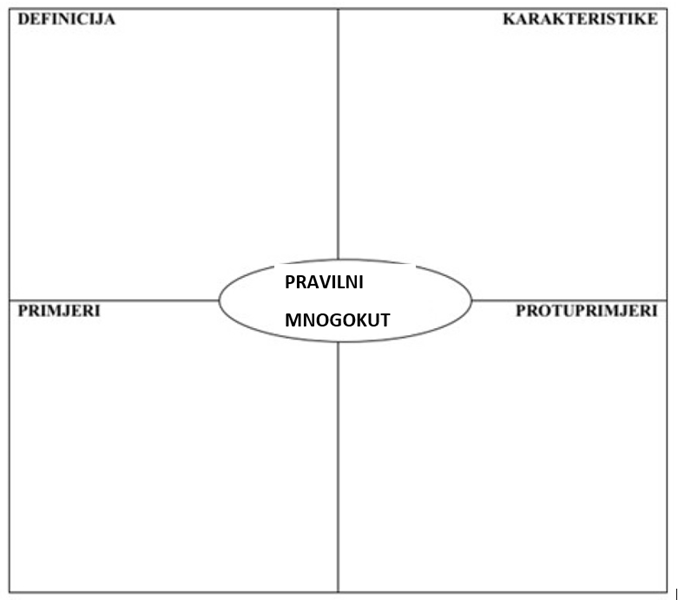 DEFINICIJA
KARAKTERISTIKE
PRAVILNI
MNOGOKUT
PRIMJERI
PROTUPRIMJERI